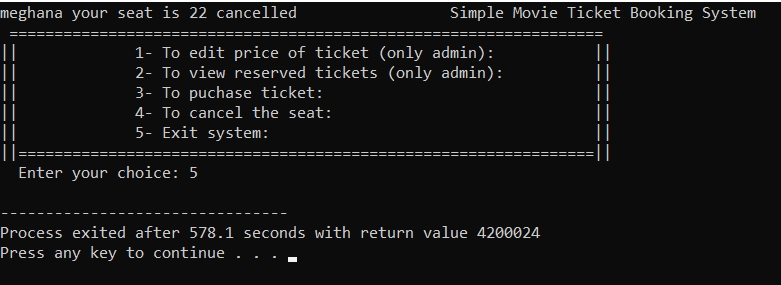 meghana your seat is 22 cancelled                 Simple Movie Ticket Booking System
 ==================================================================
||             1- To edit price of ticket (only admin):           ||
||             2- To view reserved tickets (only admin):          ||
||             3- To puchase ticket:                              ||
||             4- To cancel the seat:                             ||
||             5- Exit system:                                    ||
||================================================================||
  Enter your choice: 5
--------------------------------
Process exited after 578.1 seconds with return value 4200024
Press any key to continue . . .